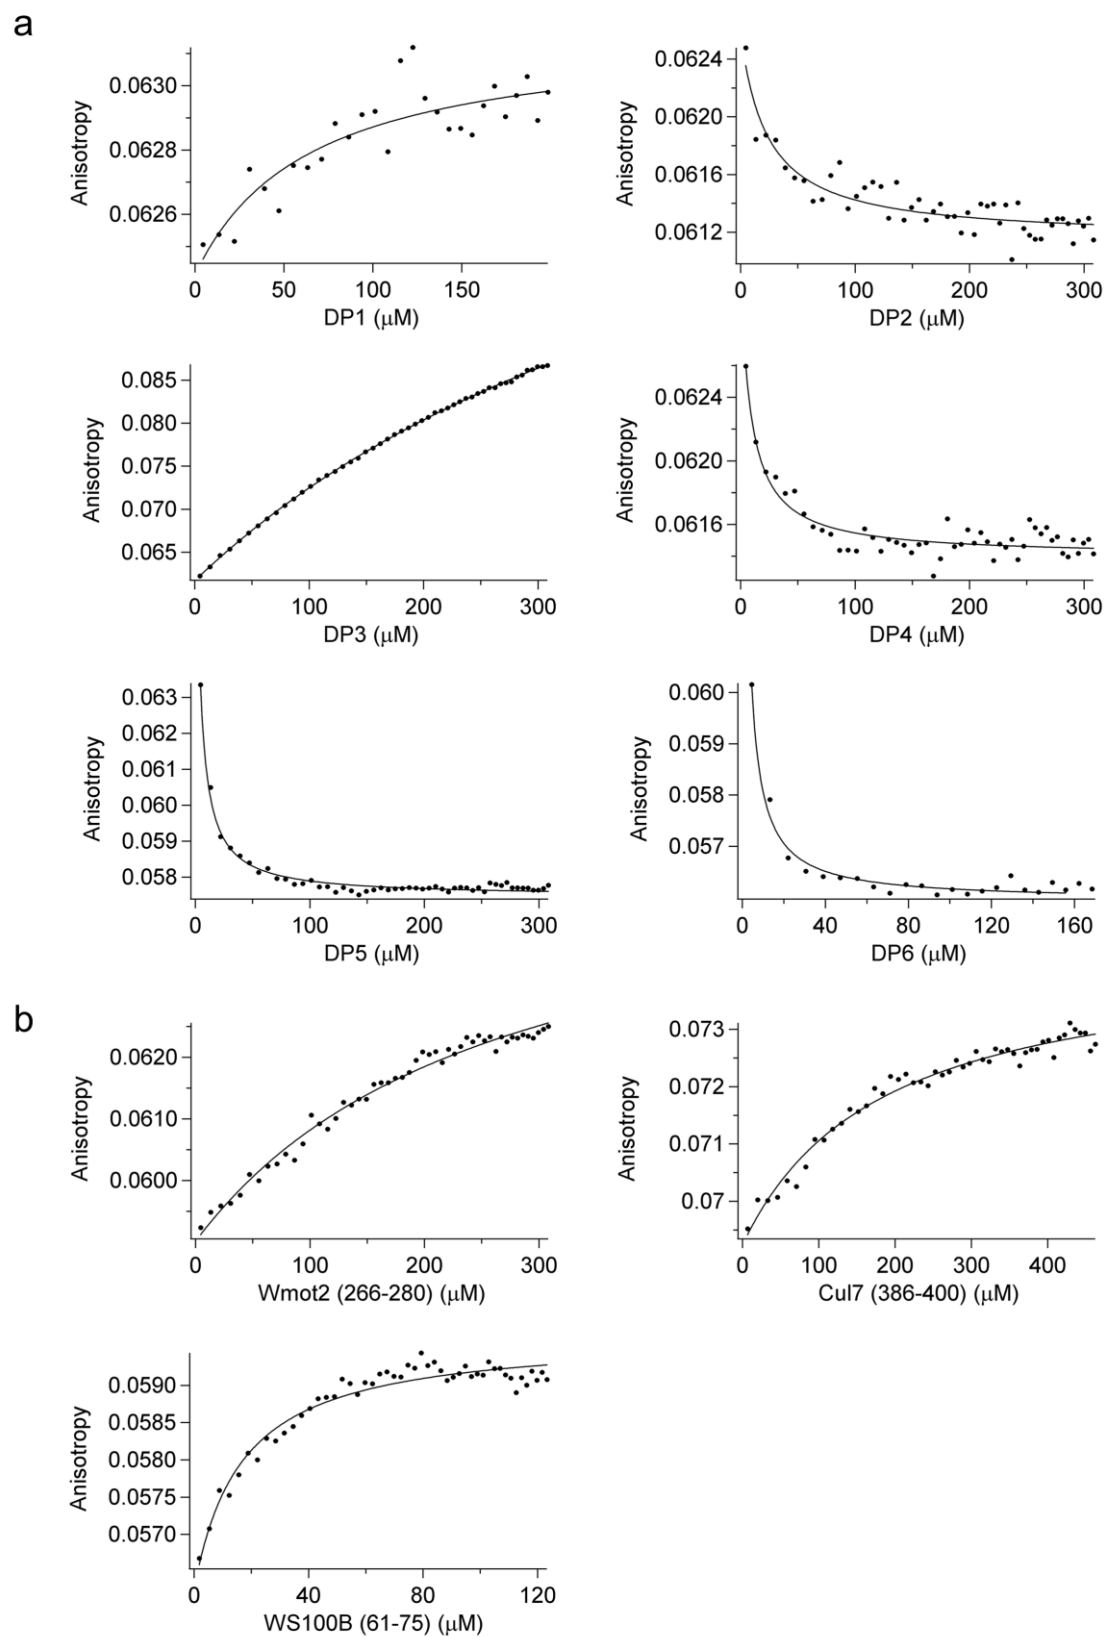 a
0.0630
0.0628
0.0626
Anisotropy
0 50 100 150
DP1 (μM)
0.0624
0.0620
0.0616
0.0612
Anisotropy
0 100 200 300
DP2 (μM)
0.085
0.080
0.075
0.070
0.065
Anisotropy
0 100 200 300
DP3 (μM)
0.0624
0.0620
0.0616
Anisotropy
0 100 200 300
DP4 (μM)
0.063
0.062
0.061
0.060
0.059
0.058
Anisotropy
0 100 200 300
DP5 (μM)
0.060
0.059
0.058
0.057
Anisotropy
0 40 80 120 160
DP6 (μM)
b
0.0620
0.0610
0.0600
Anisotropy
0 100 200 300
Wmot2 (266-280) (μM)
0.073
0.072
0.071
0.07
Anisotropy
0 100 200 300 400
Cul7 (386-400) (μM)
0.0590
0.0585
0.0580
0.0575
0.0570
Anisotropy
0 40 80 120
WS100B (61-75) (μM)